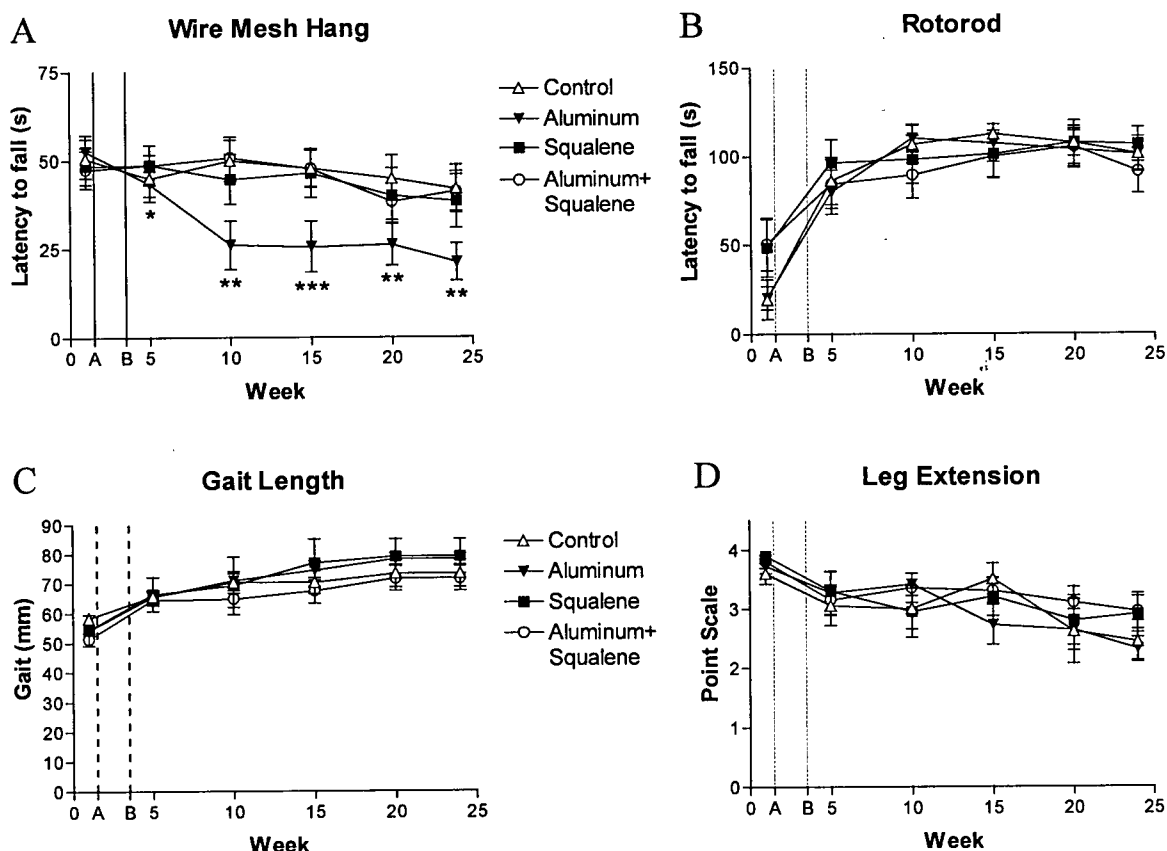 A
Wire Mesh Hang
Latency to fall (s)
75
50
25
0
*
**
***
**
**
0 A B 5 10 15 20 25
Week
Control
Aluminum
Squalene
Aluminum+
Squalene
B
Rotorod
Latency to fall (s)
150
100
50
0
0 A B 5 10 15 20 25
Week
C
Gait Length
Gait (mm)
90
80
70
60
50
40
30
20
10
0
0 A B 5 10 15 20 25
Week
Control
Aluminum
Squalene
Aluminum+
Squalene
D
Leg Extension
Point Scale
4
3
2
1
0
0 A B 5 10 15 20 25
Week